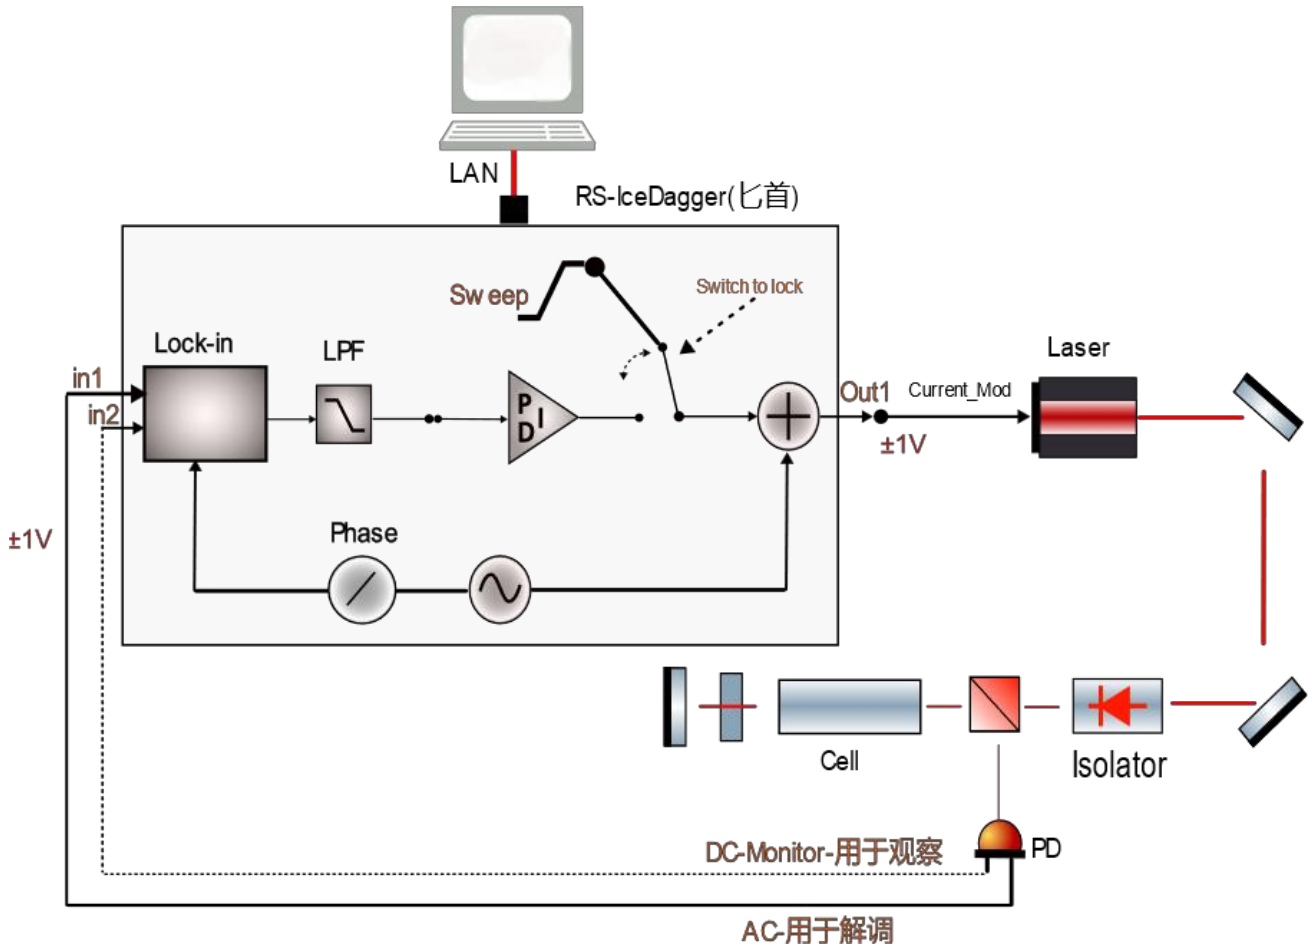 LAN
RS-IceDagger(匕首)
Sweep
Switch to lock
Lock-in
LPF
Laser
in1
in2
P
I
D
Out1
Current_Mod
±1V
±1V
Phase
Cell
Isolator
DC-Monitor-用于观察
PD
AC-用于解调